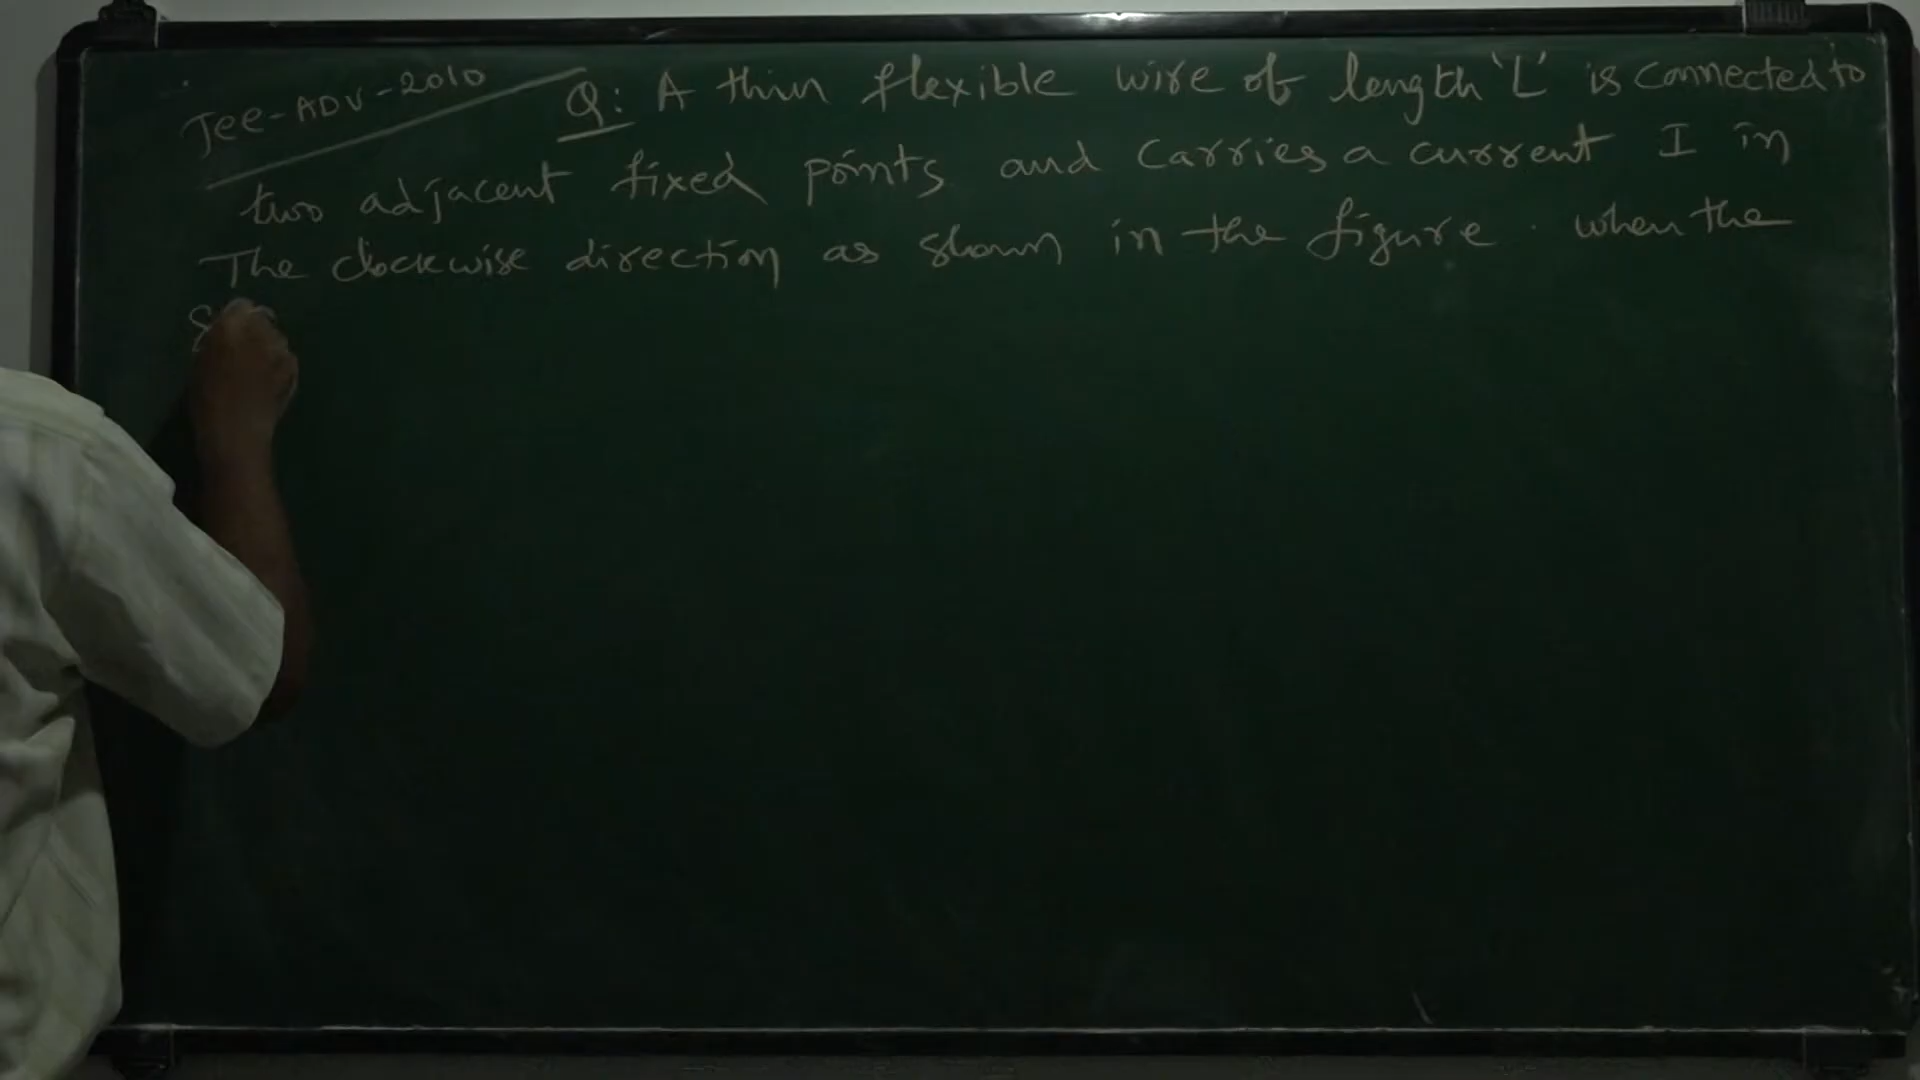 Jee-ADV-2010
Q: A thin flexible wire of length 'L' is connected to
two adjacent fixed points and carries a current I in
The clockwise direction as shown in the figure. when the